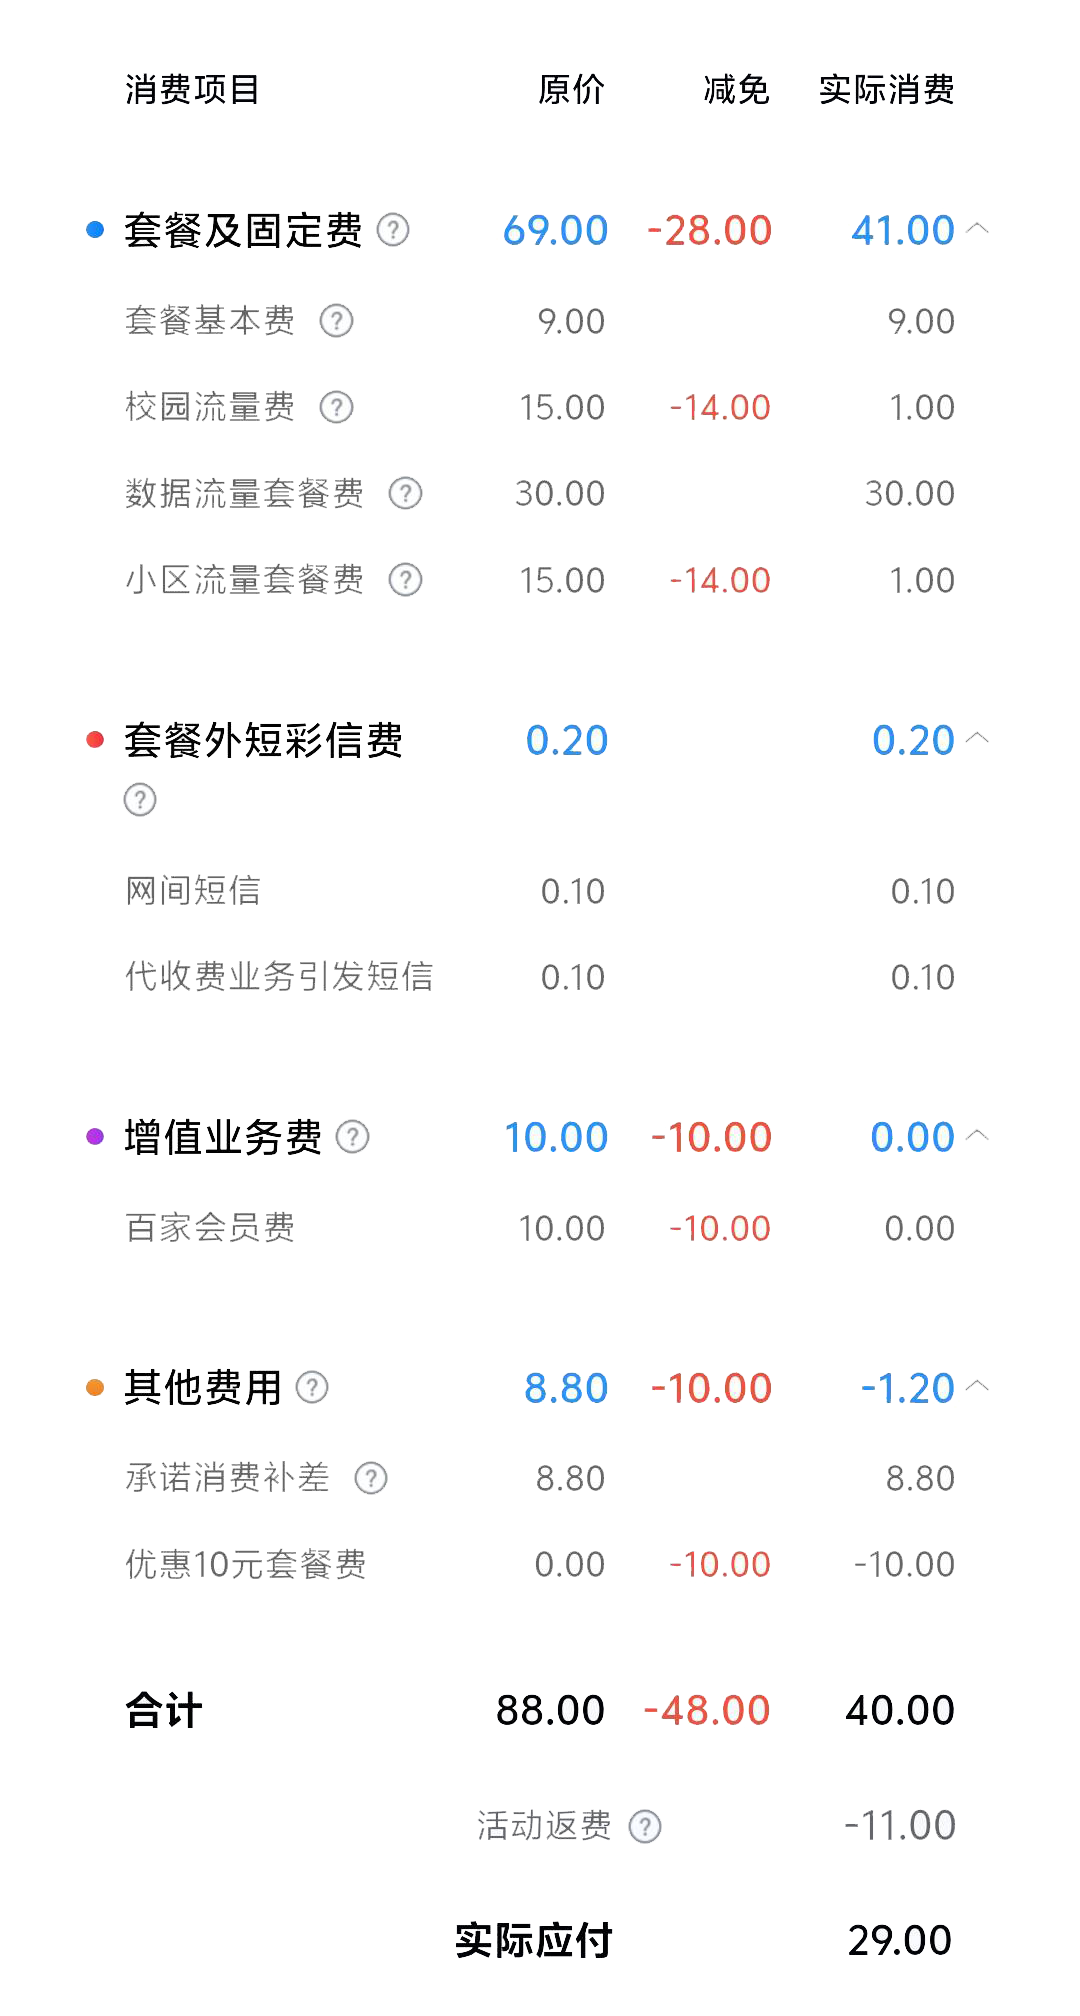 消费项目 原价 减免 实际消费
套餐及固定费 ? 69.00 -28.00 41.00
套餐基本费 ? 9.00 9.00
校园流量费 ? 15.00 -14.00 1.00
数据流量套餐费 ? 30.00 30.00
小区流量套餐费 ? 15.00 -14.00 1.00
套餐外短彩信费 0.20 0.20
?
网间短信 0.10 0.10
代收费业务引发短信 0.10 0.10
增值业务费 ? 10.00 -10.00 0.00
百家会员费 10.00 -10.00 0.00
其他费用 ? 8.80 -10.00 -1.20
承诺消费补差 ? 8.80 8.80
优惠10元套餐费 0.00 -10.00 -10.00
合计 88.00 -48.00 40.00
活动返费 ? -11.00
实际应付 29.00